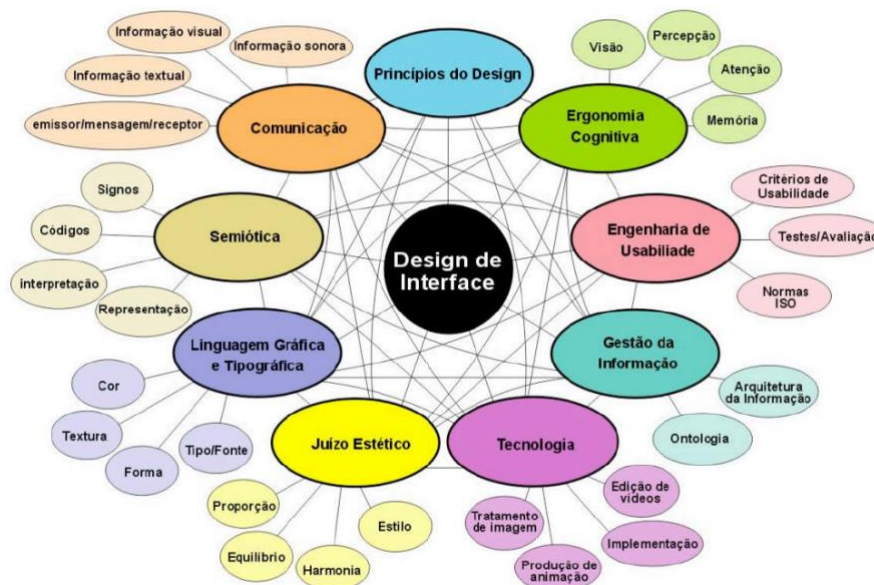 Informação visual
Informação sonora
Informação textual
emissor/mensagem/receptor
Comunicação
Princípios do Design
Visão
Percepção
Atenção
Memória
Ergonomia
Cognitiva
Signos
Códigos
Interpretação
Representação
Semiótica
Design de
Interface
Engenharia de
Usabiliade
Critérios de
Usabilidade
Testes/Avaliação
Normas
ISO
Linguagem Gráfica
e Tipográfica
Cor
Textura
Forma
Tipo/Fonte
Gestão da
Informação
Arquitetura
da Informação
Ontologia
Juízo Estético
Proporção
Equilíbrio
Harmonia
Estilo
Tecnologia
Tratamento
de imagem
Produção de
animação
Implementação
Edição de
vídeos